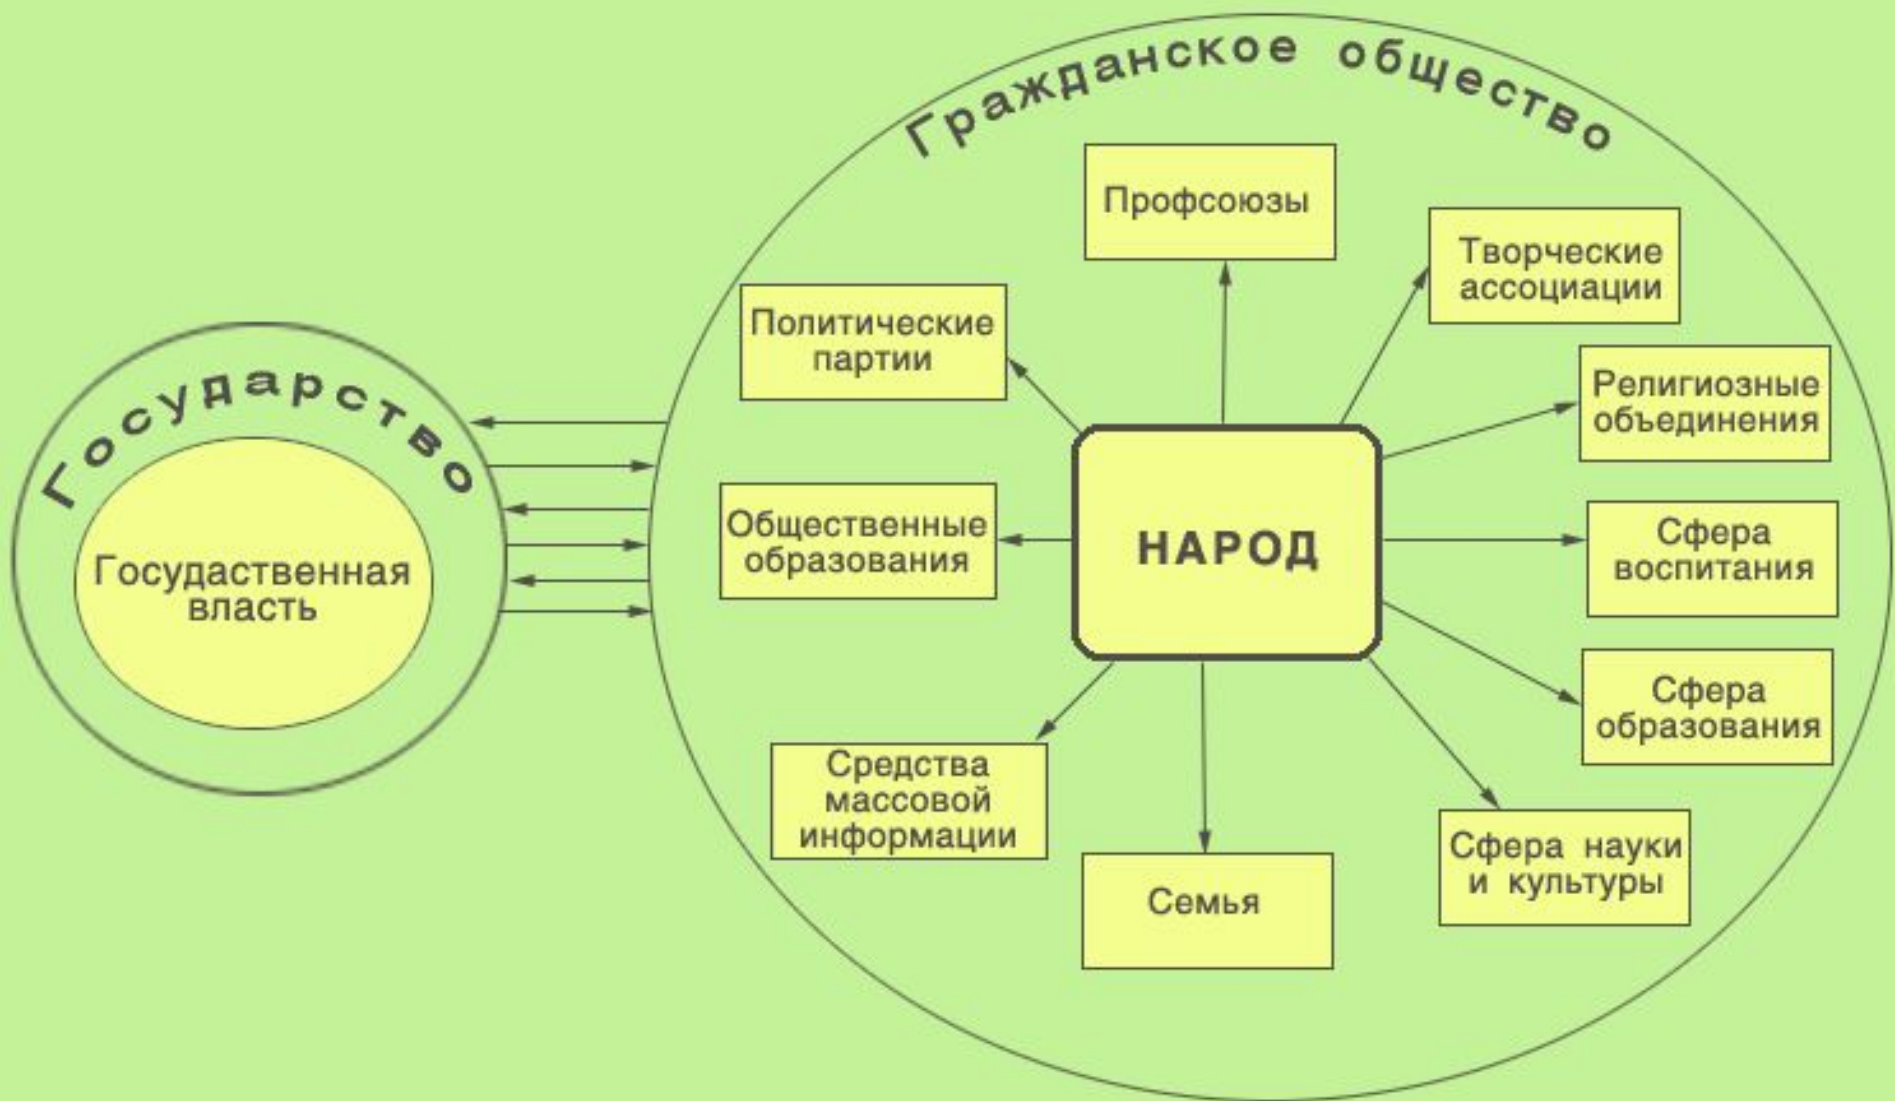 Гражданское общество
Профсоюзы
Творческие
ассоциации
Политические
партии
Религиозные
объединения
Государство
Государственная
власть
Общественные
образования
НАРОД
Сфера
воспитания
Сфера
образования
Средства
массовой
информации
Семья
Сфера науки
и культуры